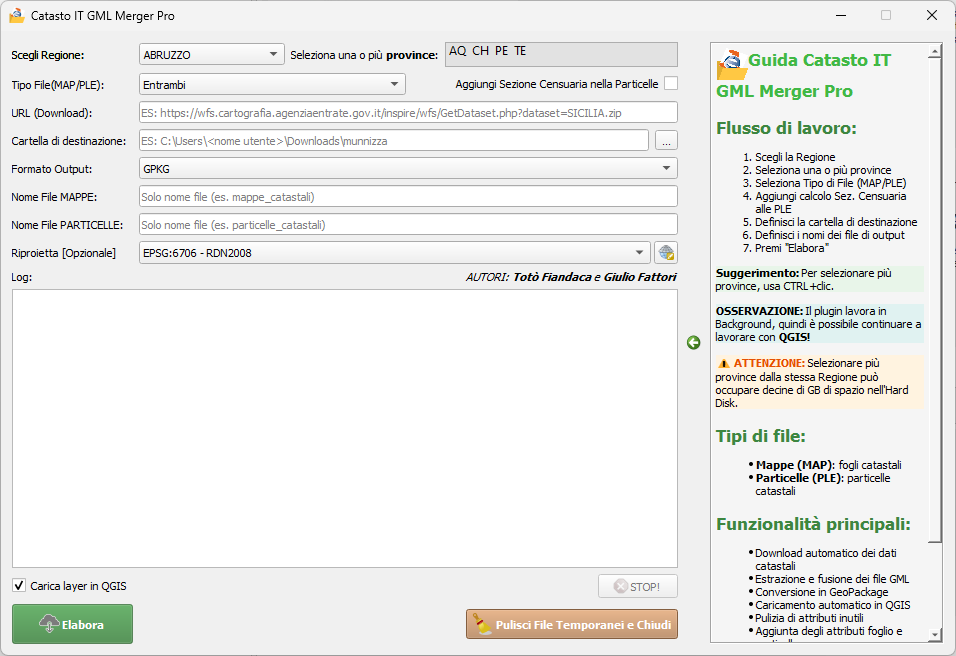 Catasto IT GML Merger Pro
Scegli Regione:
ABRUZZO
Seleziona una o più province:
AQ CH PE TE
Tipo File(MAP/PLE):
Entrambi
Aggiungi Sezione Censuaria nella Particelle
URL (Download):
ES: https://wfs.cartografia.agenziaentrate.gov.it/inspire/wfs/GetDataset.php?dataset=SICILIA.zip
Cartella di destinazione:
ES: C:\Users\<nome utente>\Downloads\munnizza
...
Formato Output:
GPKG
Nome File MAPPE:
Solo nome file (es. mappe_catastali)
Nome File PARTICELLE:
Solo nome file (es. particelle_catastali)
Riproietta [Opzionale]
EPSG:6706 - RDN2008
Log:
AUTORI: Totò Fiandaca e Giulio Fattori
Carica layer in QGIS
STOP!
Elabora
Pulisci File Temporanei e Chiudi
Guida Catasto IT
GML Merger Pro
Flusso di lavoro:
1. Scegli la Regione
2. Seleziona una o più province
3. Seleziona Tipo di File (MAP/PLE)
4. Aggiungi calcolo Sez. Censuaria
alle PLE
5. Definisci la cartella di destinazione
6. Definisci i nomi dei file di output
7. Premi "Elabora"
Suggerimento: Per selezionare più
province, usa CTRL+clic.
OSSERVAZIONE: Il plugin lavora in
Background, quindi è possibile continuare a
lavorare con QGIS!
⚠ ATTENZIONE: Selezionare più
province dalla stessa Regione può
occupare decine di GB di spazio nell'Hard
Disk.
Tipi di file:
• Mappe (MAP): fogli catastali
• Particelle (PLE): particelle
catastali
Funzionalità principali:
• Download automatico dei dati
catastali
• Estrazione e fusione dei file GML
• Conversione in GeoPackage
• Caricamento automatico in QGIS
• Pulizia di attributi inutili
• Aggiunta degli attributi foglio e